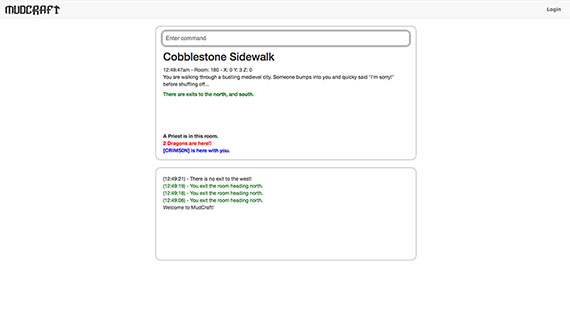 MUDCRAFT
Login
Enter command
Cobblestone Sidewalk
12:49:47am - Room: 180 - X: 0 Y: 3 Z: 0
You are walking through a bustling medievel city. Someone bumps into you and quicky said "I'm sorry!"
before shuffling off...
There are exits to the north, and south.
A Priest is in this room.
2 Dragons are here!!
[CRIMSON] is here with you.
(12:49:21) - There is no exit to the west!
(12:49:19) - You exit the room heading north.
(12:49:18) - You exit the room heading north.
(12:49:06) - You exit the room heading north.
Welcome to MudCraft!